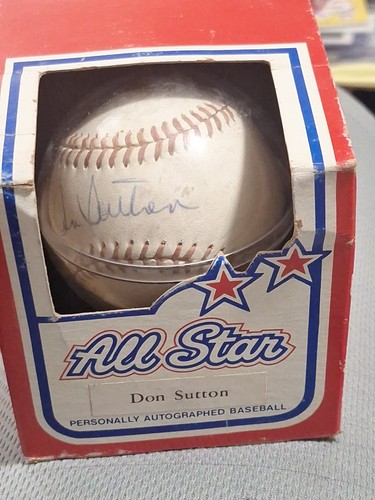 Don Sutton
All Star
Don Sutton
PERSONALLY AUTOGRAPHED BASEBALL